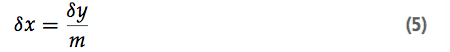 δx = δy/m (5)